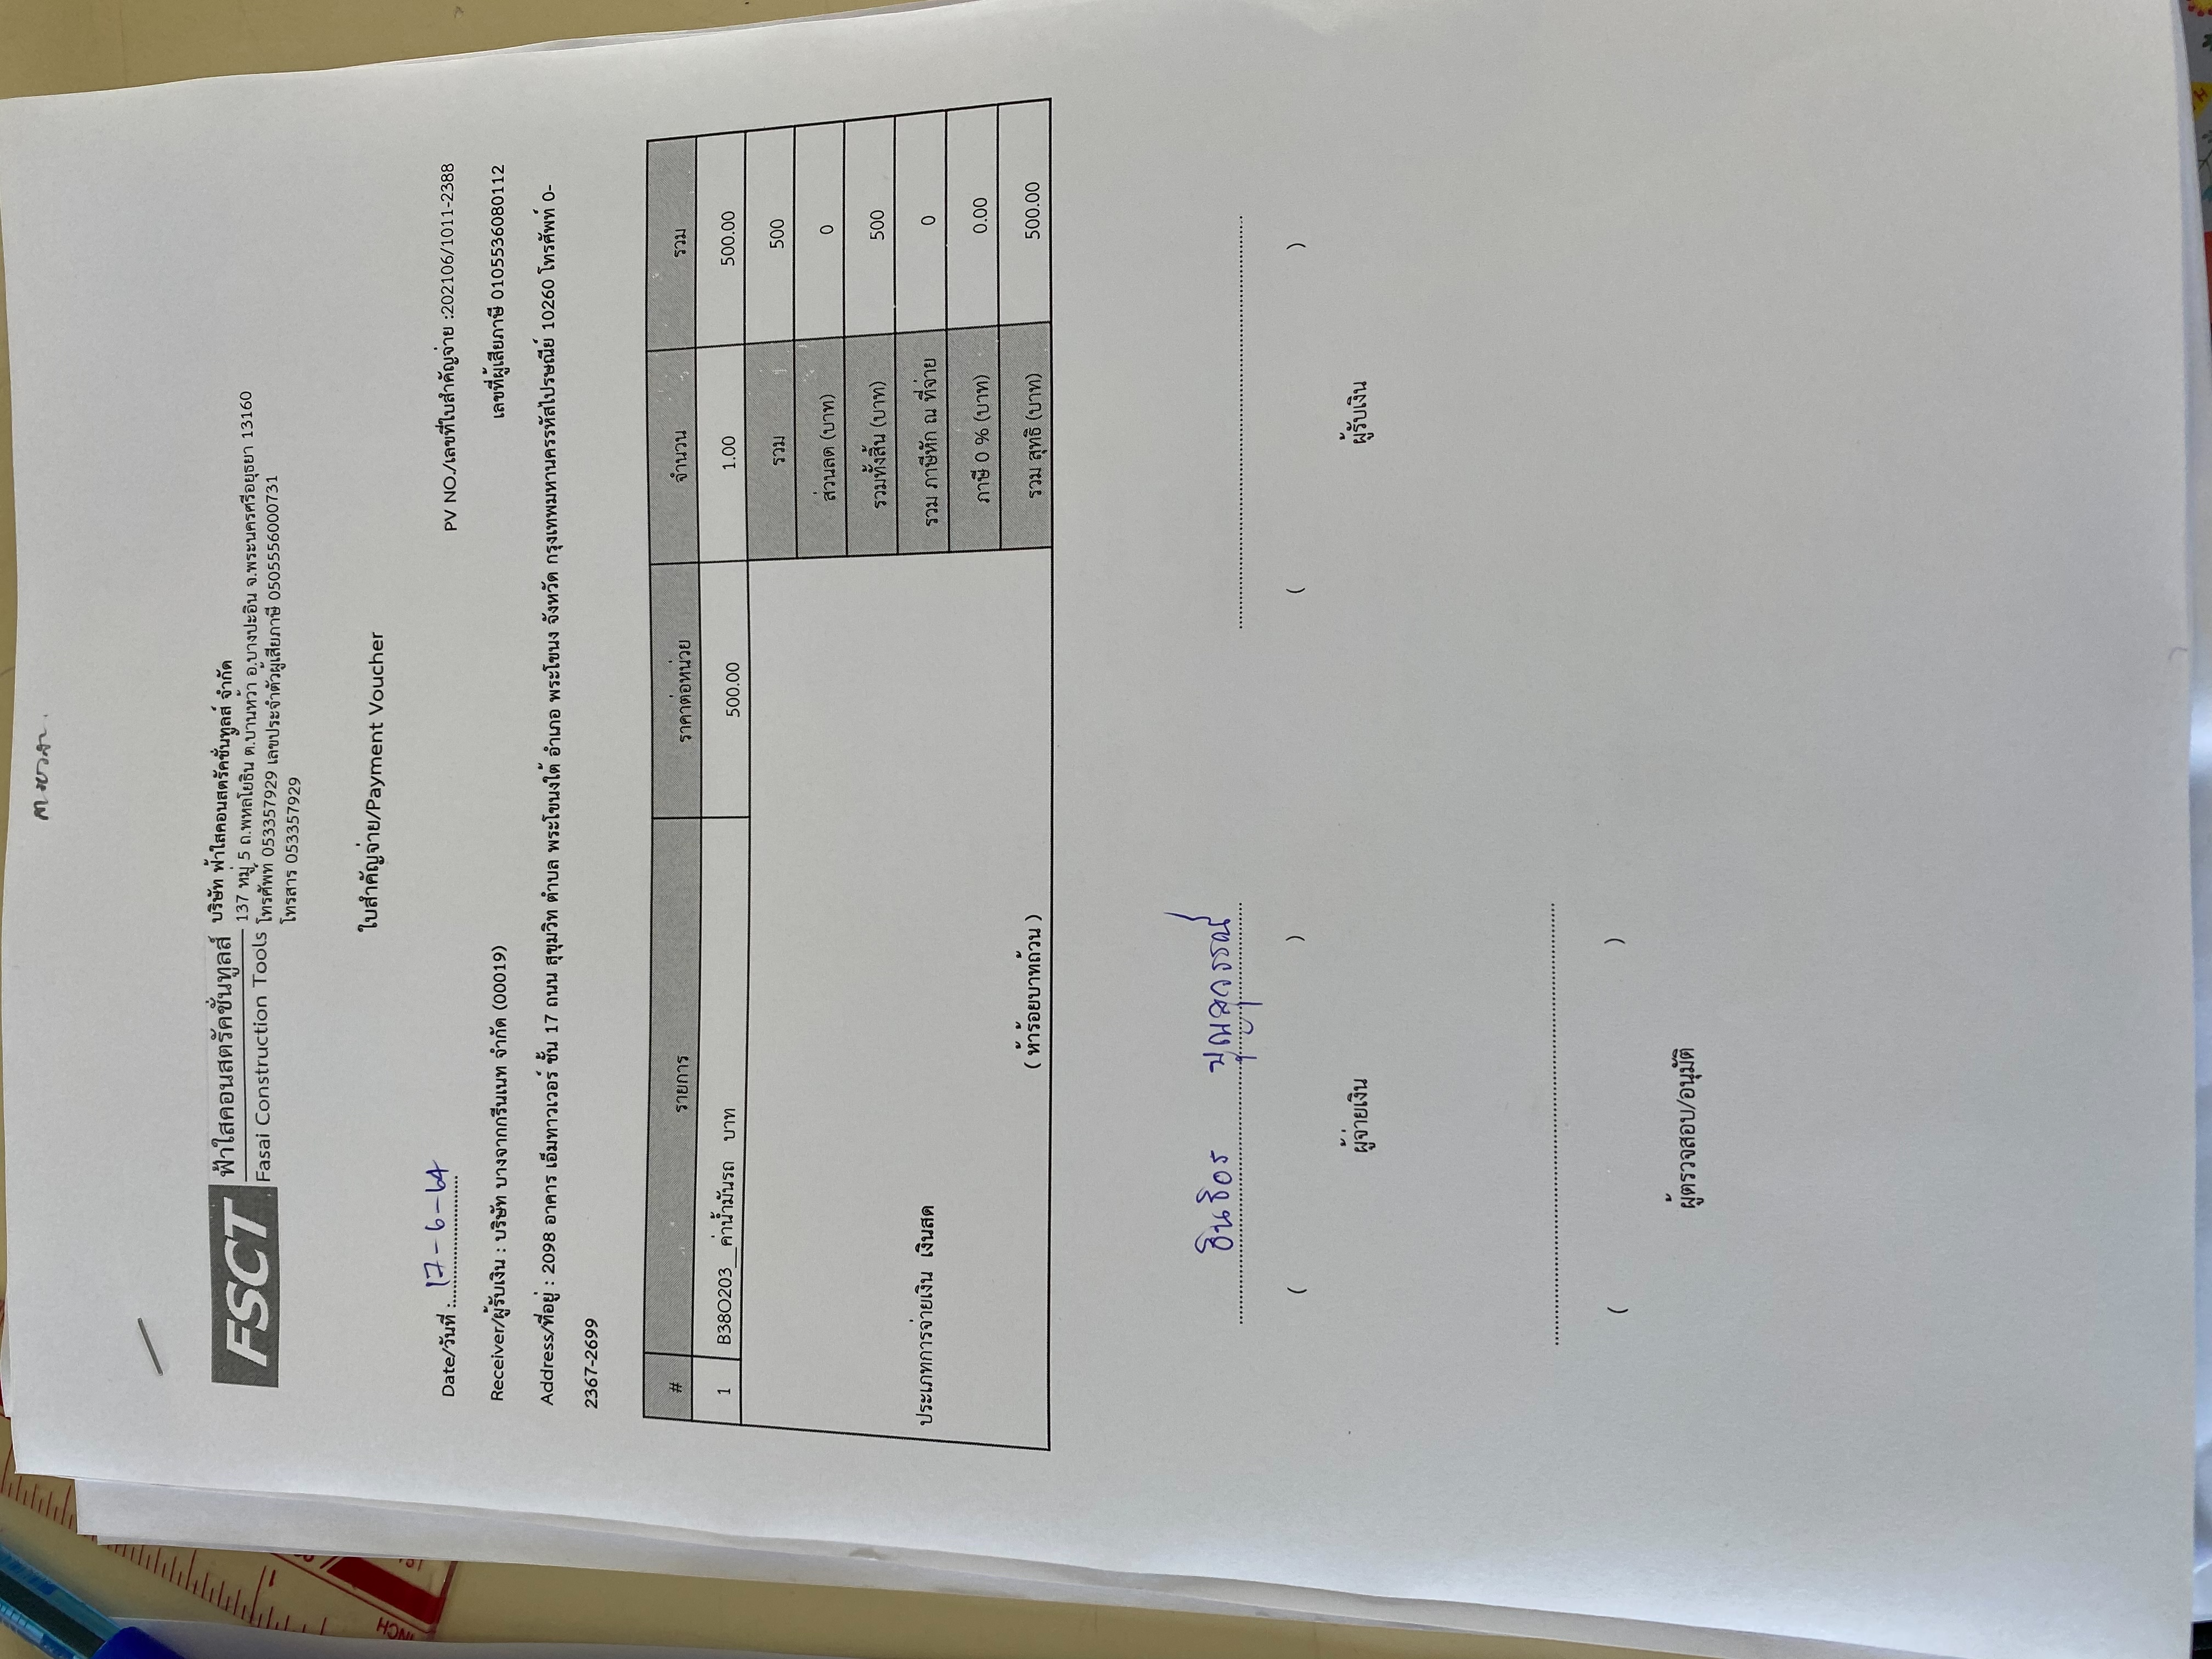 FSCT
ฟ้าใสคอนสตรัคชั่นทูลส์
Fasai Construction Tools
บริษัท ฟ้าใสคอนสตรัคชั่นทูลส์ จำกัด
137 หมู่ 5 ถ.พหลโยธิน ต.บ้านหว้า อ.บางปะอิน จ.พระนครศรีอยุธยา 13160
โทรศัพท์ 053357929 เลขประจำตัวผู้เสียภาษี 0505556000731
โทรสาร 053357929
ใบสำคัญจ่าย/Payment Voucher
Date/วันที่ : 17-6-64
PV NO./เลขที่ใบสำคัญจ่าย :202106/1011-2388
Receiver/ผู้รับเงิน : บริษัท บางจากกรีนเนท จำกัด (00019)
เลขที่ผู้เสียภาษี 0105536080112
Address/ที่อยู่ : 2098 อาคาร เอ็มทาวเวอร์ ชั้น 17 ถนน สุขุมวิท ตำบล พระโขนงใต้ อำเภอ พระโขนง จังหวัด กรุงเทพมหานครรหัสไปรษณีย์ 10260 โทรศัพท์ 0-
2367-2699
# รายการ ราคาต่อหน่วย จำนวน รวม
1 B38O203__ค่าน้ำมันรถ บาท 500.00 1.00 500.00
รวม 500
ส่วนลด (บาท) 0
รวมทั้งสิ้น (บาท) 500
ประเภทการจ่ายเงิน เงินสด
รวม ภาษีหัก ณ ที่จ่าย 0
ภาษี 0 % (บาท) 0.00
( ห้าร้อยบาทถ้วน )
รวม สุทธิ (บาท) 500.00
บุญสุวรรณ์
( )
( )
ผู้จ่ายเงิน
ผู้รับเงิน
( )
ผู้ตรวจสอบ/อนุมัติ
INCH